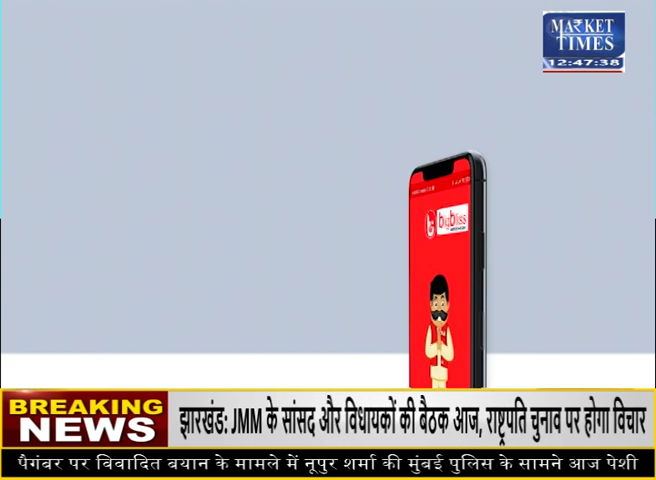 MARKET
TIMES
12:47:38
bigbliss
BREAKING
NEWS
झारखंड: JMM के सांसद और विधायकों की बैठक आज, राष्ट्रपति चुनाव पर होगा विचार
पैगंबर पर विवादित बयान के मामले में नूपुर शर्मा की मुंबई पुलिस के सामने आज पेशी